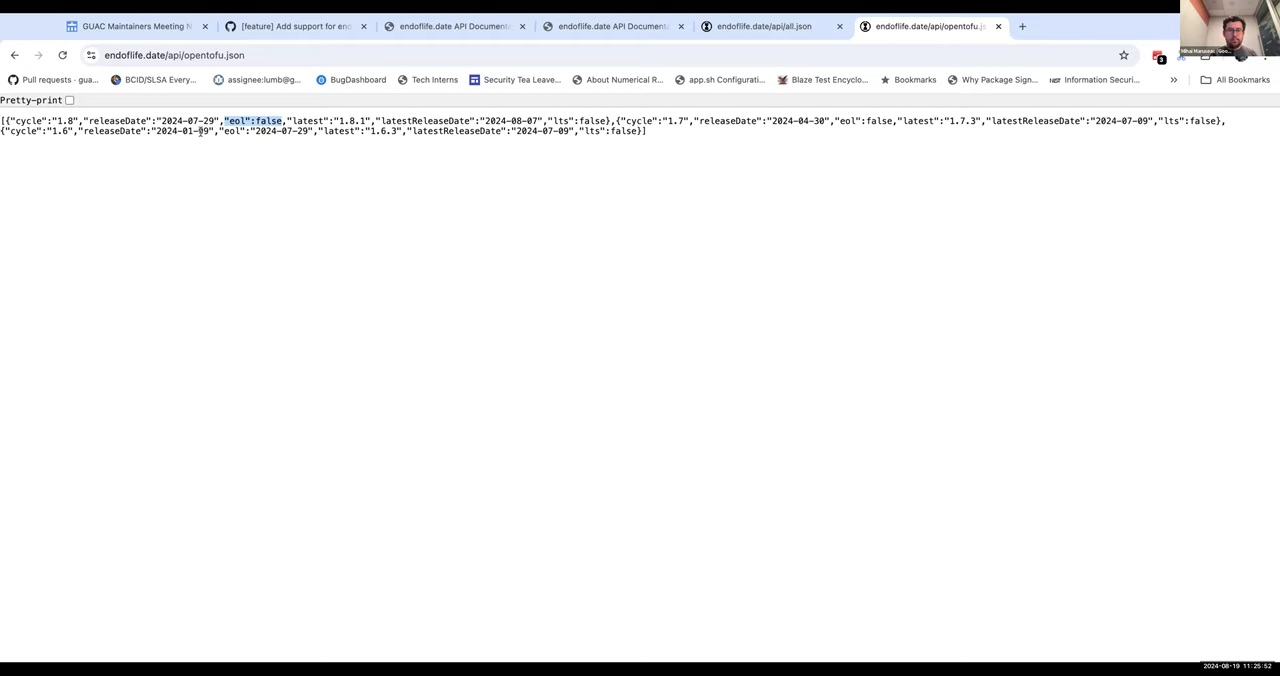 GUAC Maintainers Meeting N
[feature] Add support for end
endoflife.date API Documenta
endoflife.date API Documenta
endoflife.date/api/all.json
endoflife.date/api/opentofu.js
endoflife.date/api/opentofu.json
3
Pull requests · gua...
BCID/SLSA Every...
assignee:lumb@g...
BugDashboard
Tech Interns
Security Tea Leave...
About Numerical R...
app.sh Configurati...
Blaze Test Encyclo...
Bookmarks
Why Package Sign...
Information Securi...
»
All Bookmarks
Pretty-print
[{"cycle":"1.8","releaseDate":"2024-07-29","eol":false,"latest":"1.8.1","latestReleaseDate":"2024-08-07","lts":false},{"cycle":"1.7","releaseDate":"2024-04-30","eol":false,"latest":"1.7.3","latestReleaseDate":"2024-07-09","lts":false},
{"cycle":"1.6","releaseDate":"2024-01-09","eol":"2024-07-29","latest":"1.6.3","latestReleaseDate":"2024-07-09","lts":false}]
2024-08-19 11:25:52